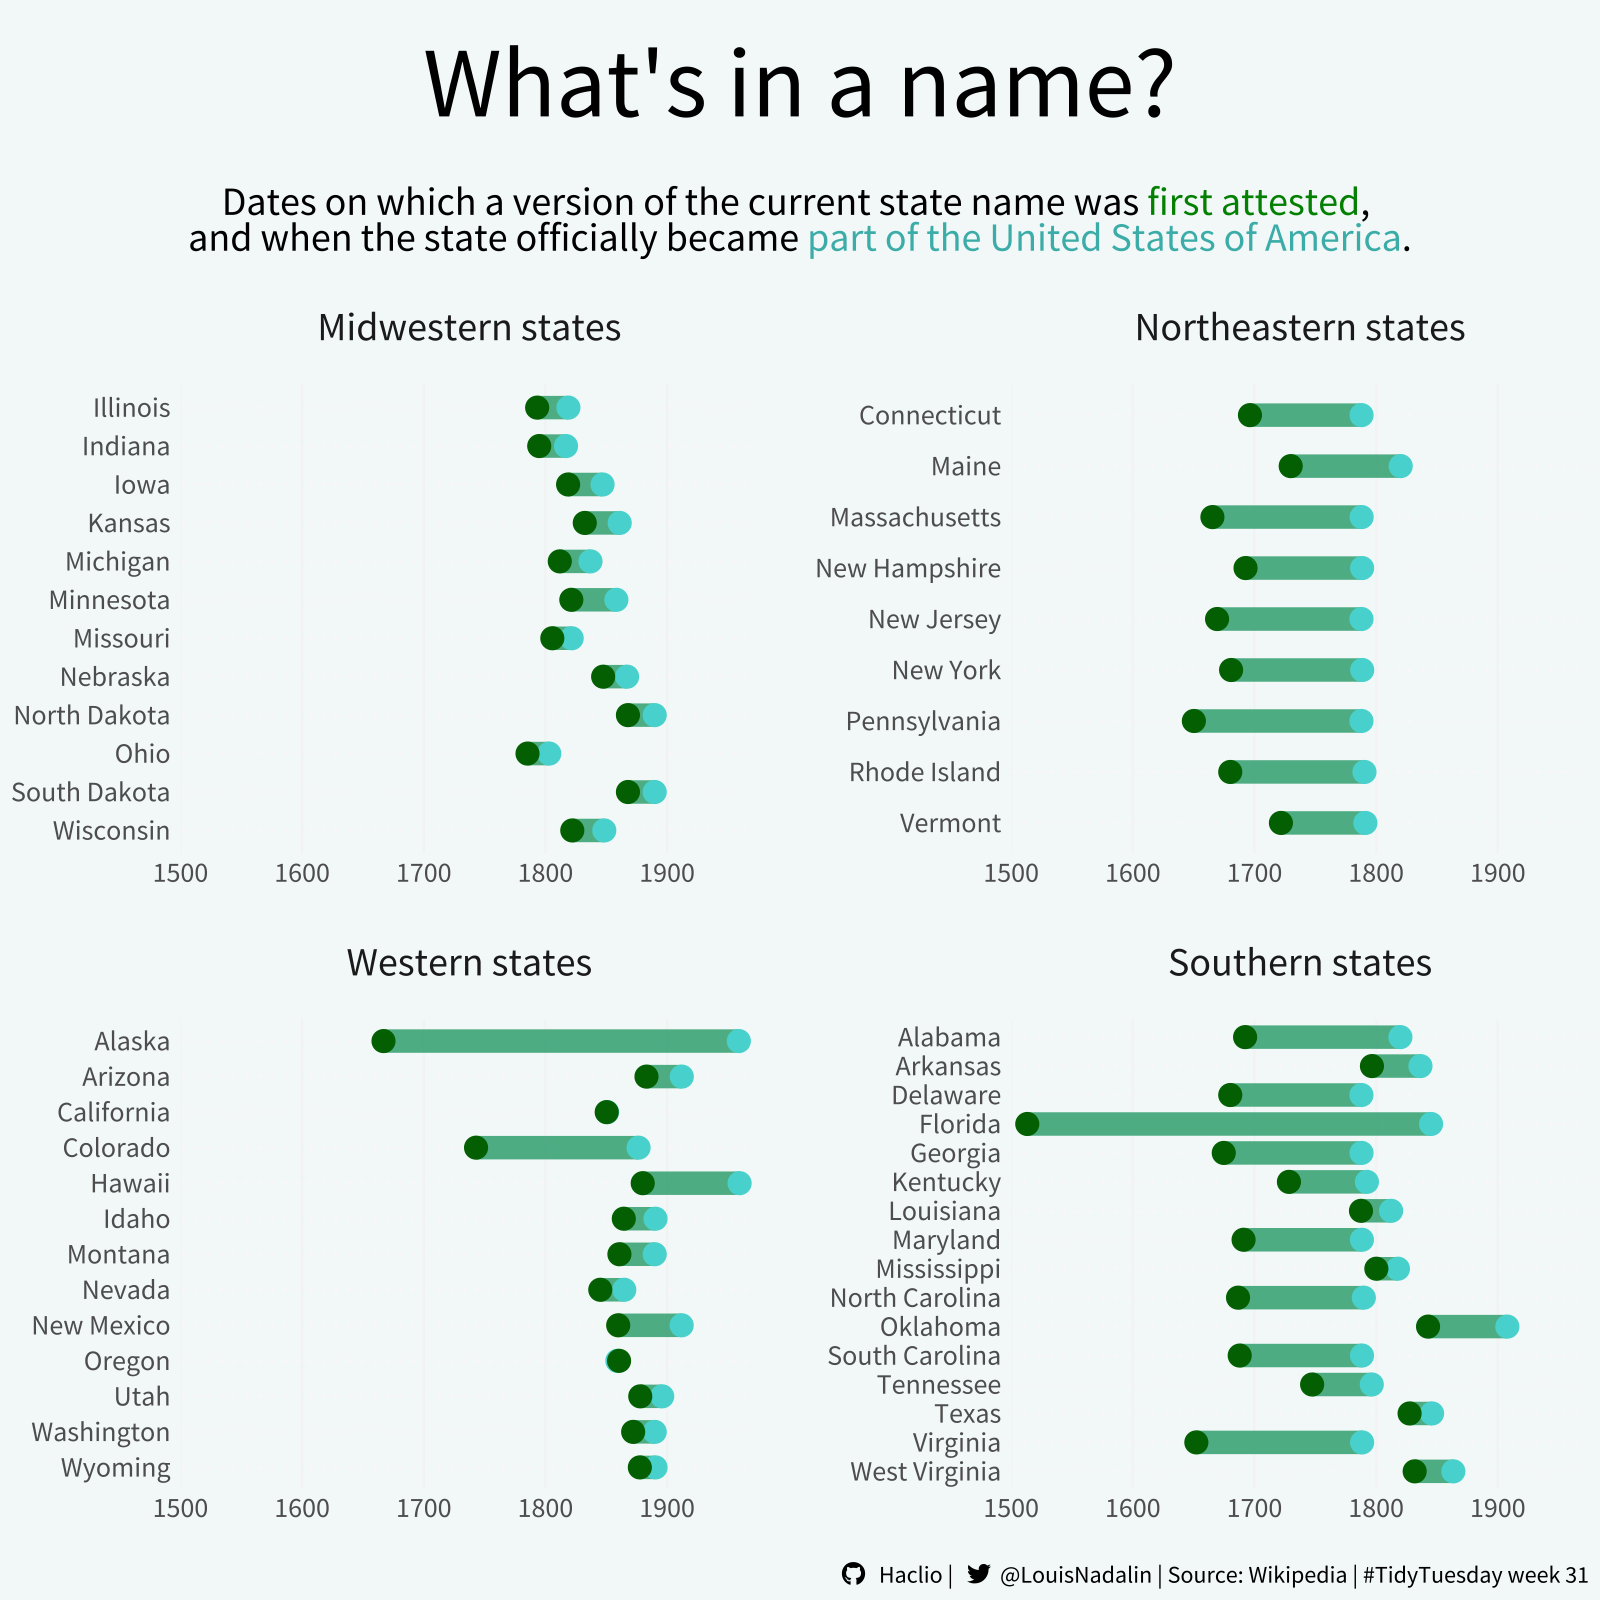 What's in a name?
Dates on which a version of the current state name was first attested,
and when the state officially became part of the United States of America.
Midwestern states
Illinois
Indiana
Iowa
Kansas
Michigan
Minnesota
Missouri
Nebraska
North Dakota
Ohio
South Dakota
Wisconsin
1500 1600 1700 1800 1900
Northeastern states
Connecticut
Maine
Massachusetts
New Hampshire
New Jersey
New York
Pennsylvania
Rhode Island
Vermont
1500 1600 1700 1800 1900
Western states
Alaska
Arizona
California
Colorado
Hawaii
Idaho
Montana
Nevada
New Mexico
Oregon
Utah
Washington
Wyoming
1500 1600 1700 1800 1900
Southern states
Alabama
Arkansas
Delaware
Florida
Georgia
Kentucky
Louisiana
Maryland
Mississippi
North Carolina
Oklahoma
South Carolina
Tennessee
Texas
Virginia
West Virginia
1500 1600 1700 1800 1900
Haclio | @LouisNadalin | Source: Wikipedia | #TidyTuesday week 31